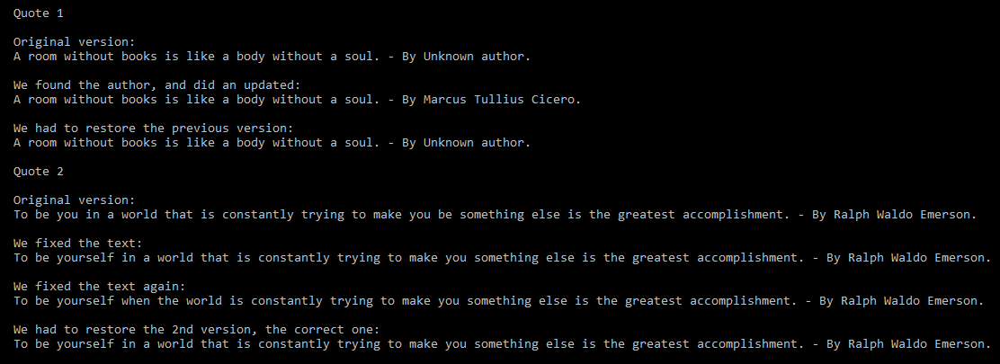 Quote 1
Original version:
A room without books is like a body without a soul. - By Unknown author.
We found the author, and did an updated:
A room without books is like a body without a soul. - By Marcus Tullius Cicero.
We had to restore the previous version:
A room without books is like a body without a soul. - By Unknown author.
Quote 2
Original version:
To be you in a world that is constantly trying to make you be something else is the greatest accomplishment. - By Ralph Waldo Emerson.
We fixed the text:
To be yourself in a world that is constantly trying to make you something else is the greatest accomplishment. - By Ralph Waldo Emerson.
We fixed the text again:
To be yourself when the world is constantly trying to make you something else is the greatest accomplishment. - By Ralph Waldo Emerson.
We had to restore the 2nd version, the correct one:
To be yourself in a world that is constantly trying to make you something else is the greatest accomplishment. - By Ralph Waldo Emerson.